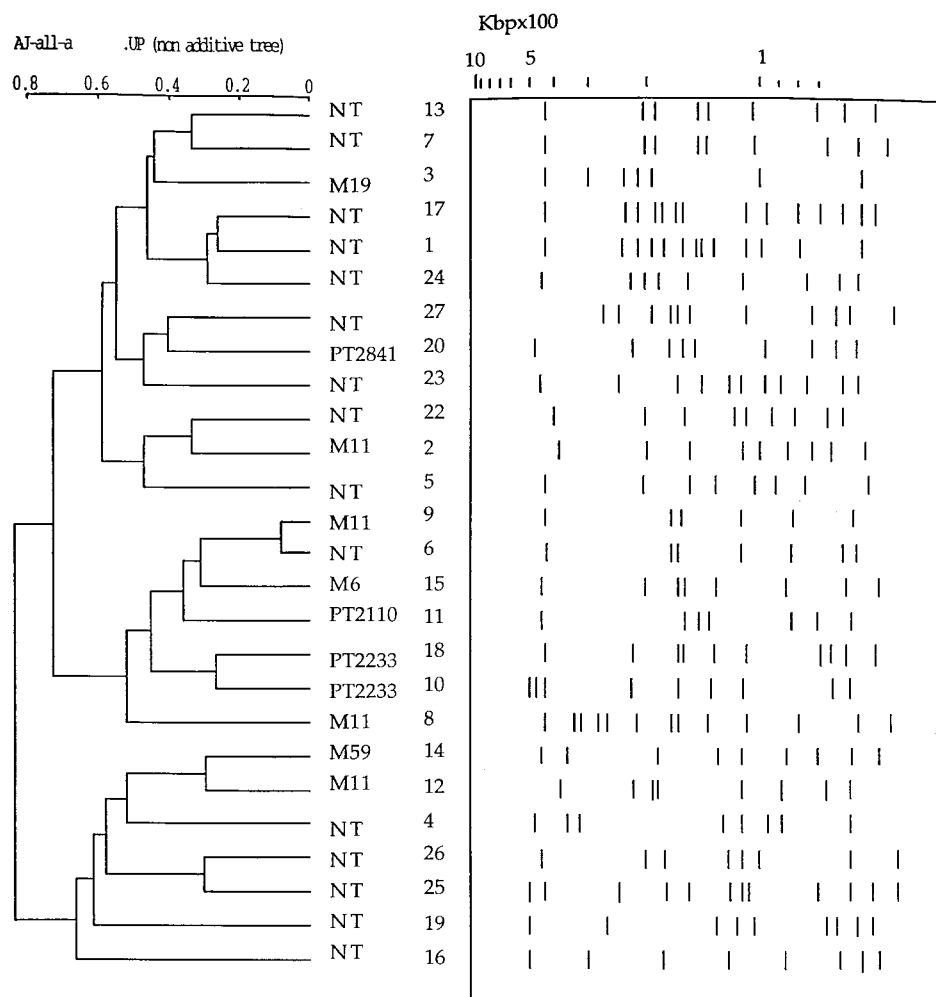 Kbpx100
AJ-all-a .UP (non additive tree)
10 5 1
0.8 0.6 0.4 0.2 0
NT 13
NT 7
M19 3
NT 17
NT 1
NT 24
NT 27
PT2841 20
NT 23
NT 22
M11 2
NT 5
M11 9
NT 6
M6 15
PT2110 11
PT2233 18
PT2233 10
M11 8
M59 14
M11 12
NT 4
NT 26
NT 25
NT 19
NT 16